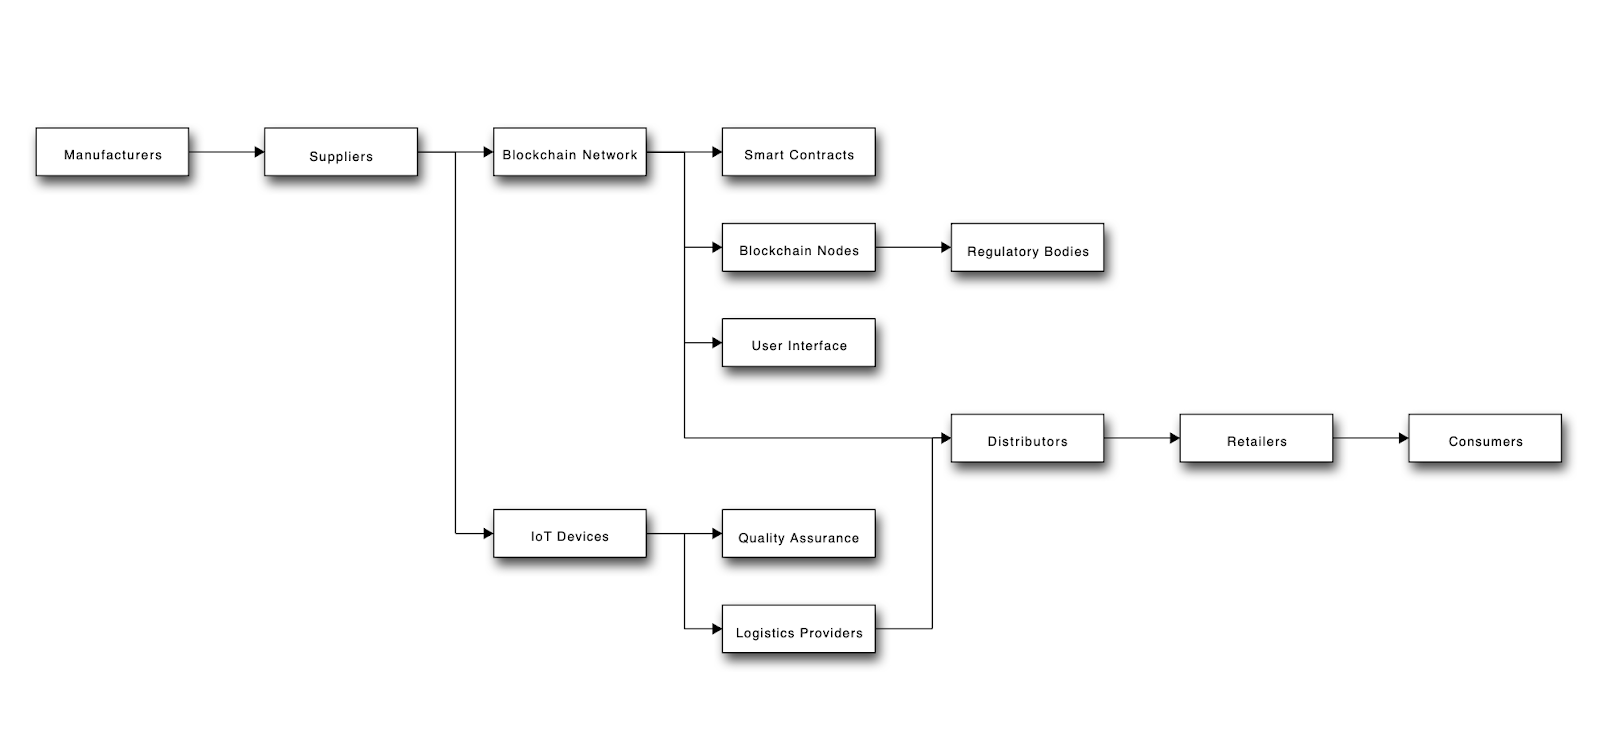 Manufacturers
Suppliers
Blockchain Network
Smart Contracts
Blockchain Nodes
Regulatory Bodies
User Interface
Distributors
Retailers
Consumers
IoT Devices
Quality Assurance
Logistics Providers